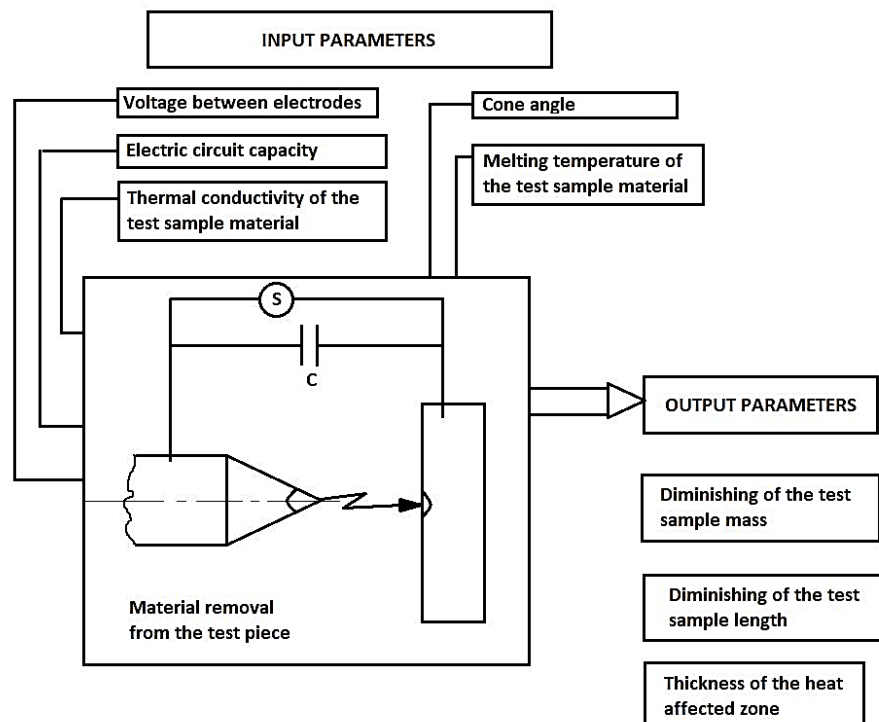 INPUT PARAMETERS
Voltage between electrodes
Electric circuit capacity
Thermal conductivity of the
test sample material
Cone angle
Melting temperature of
the test sample material
S
C
Material removal
from the test piece
OUTPUT PARAMETERS
Diminishing of the test
sample mass
Diminishing of the test
sample length
Thickness of the heat
affected zone